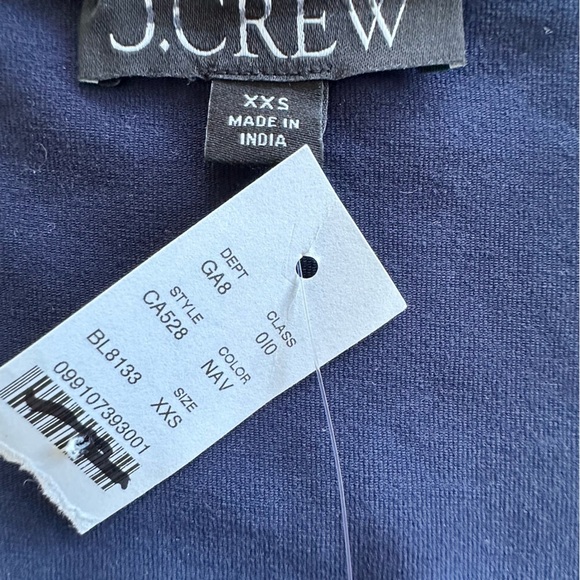 J.CREW
XXS
MADE IN
INDIA
DEPT CLASS
GA8 010
STYLE COLOR
CA528 NAV
SIZE
BL8133 XXS
099107393001